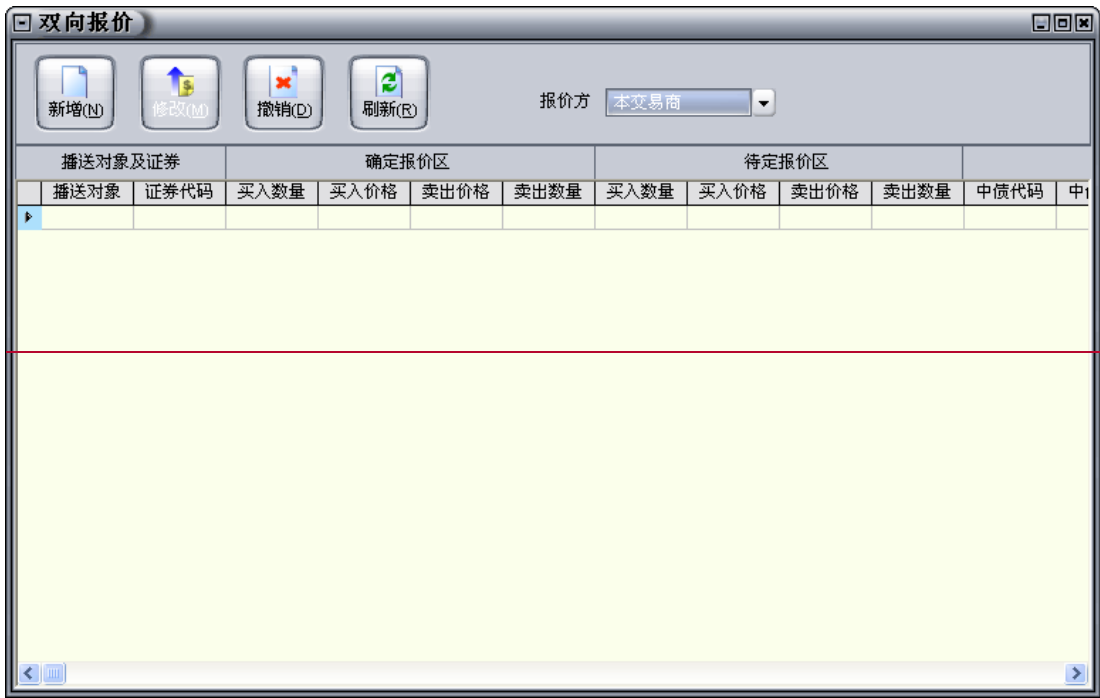 双向报价
新增(N) 修改(M) 撤销(D) 刷新(R) 报价方 本交易商
播送对象及证券 确定报价区 待定报价区
播送对象 证券代码 买入数量 买入价格 卖出价格 卖出数量 买入数量 买入价格 卖出价格 卖出数量 中债代码 中